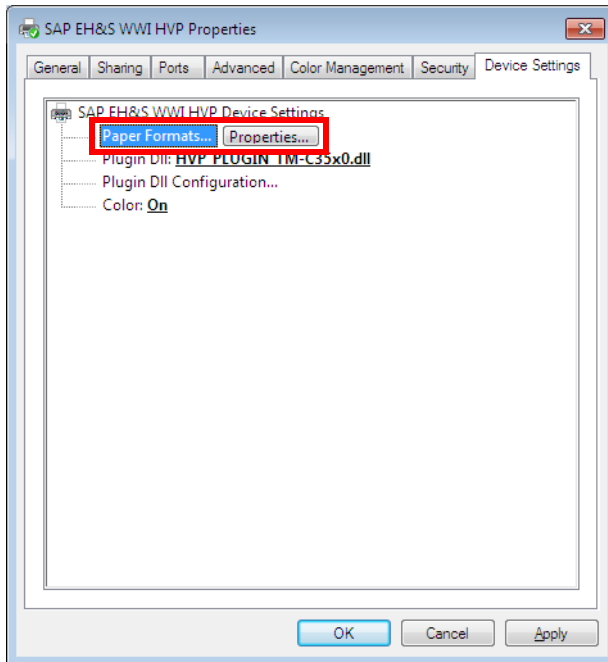 SAP EH&S WWI HVP Properties
General Sharing Ports Advanced Color Management Security Device Settings
SAP EH&S WWI HVP Device Settings
Paper Formats... Properties...
Plugin Dll: HVP_PLUGIN_TM-C35x0.dll
Plugin Dll Configuration...
Color: On
OK Cancel Apply